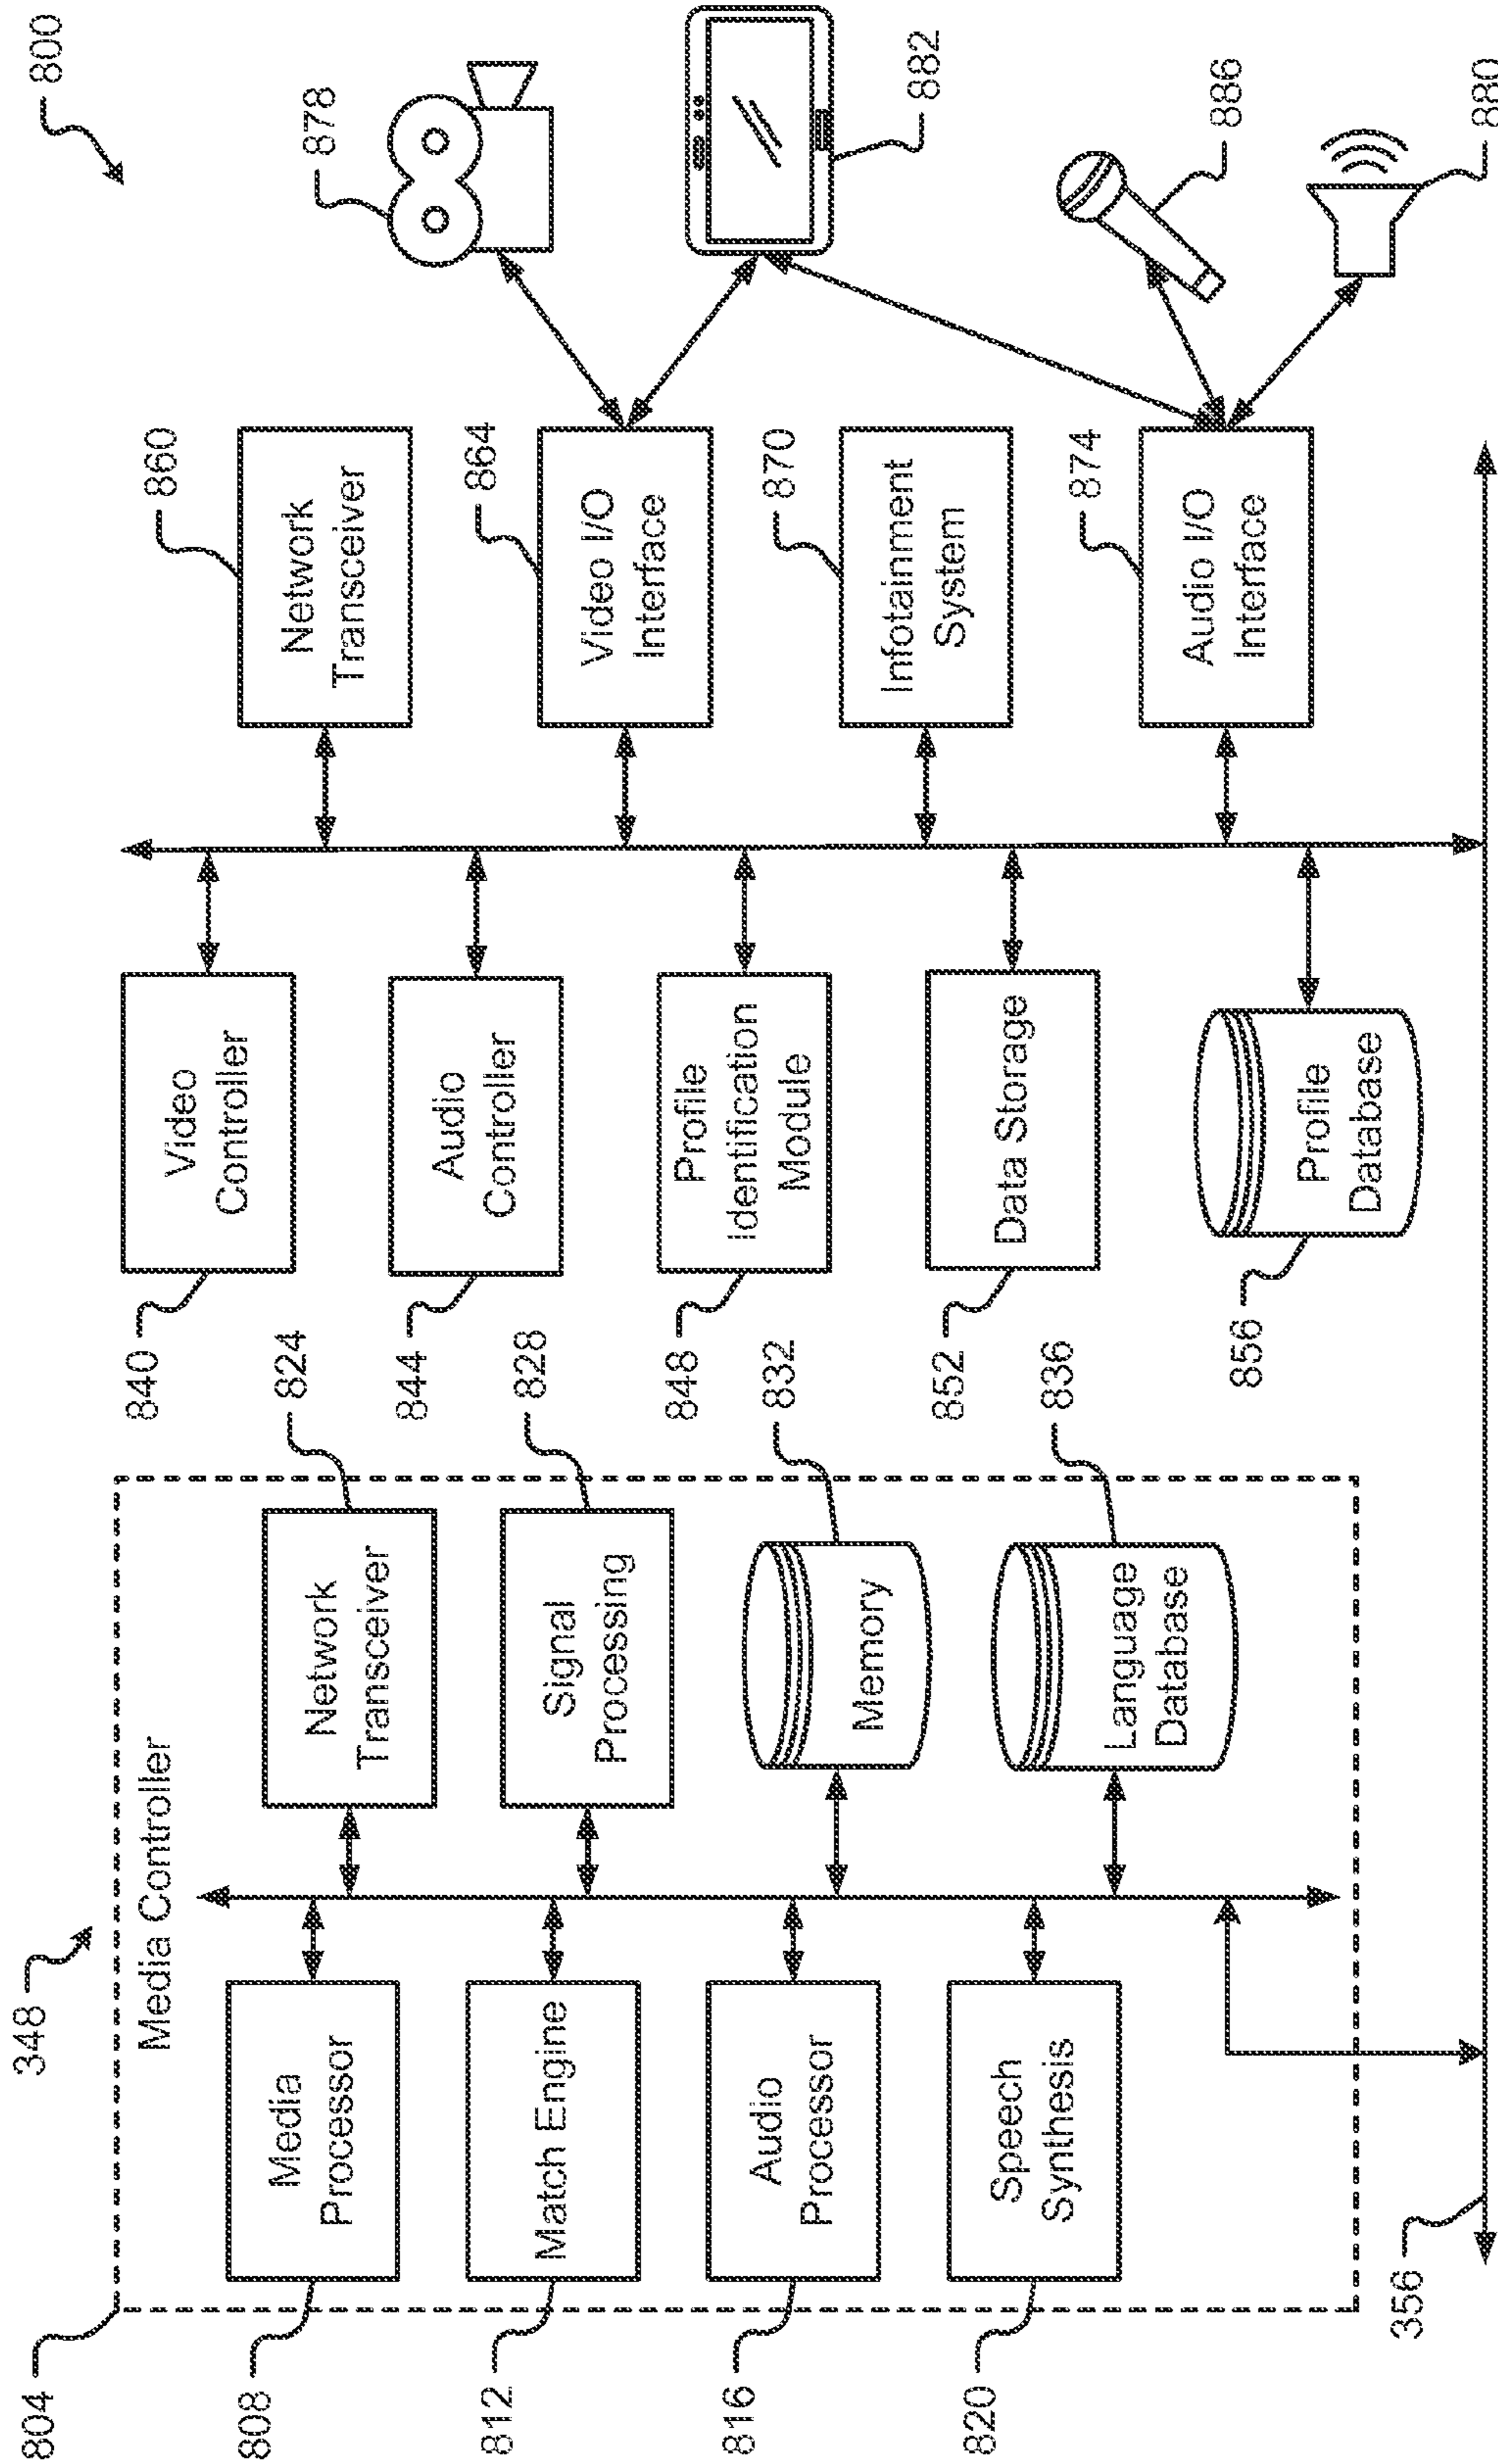 800
348
804
Media Controller
808
Media
Processor
812
Match Engine
816
Audio
Processor
820
Speech
Synthesis
824
Network
Transceiver
828
Signal
Processing
832
Memory
836
Language
Database
840
Video
Controller
844
Audio
Controller
848
Profile
Identification
Module
852
Data Storage
856
Profile
Database
860
Network
Transceiver
864
Video I/O
Interface
870
Infotainment
System
874
Audio I/O
Interface
878
882
886
880
356